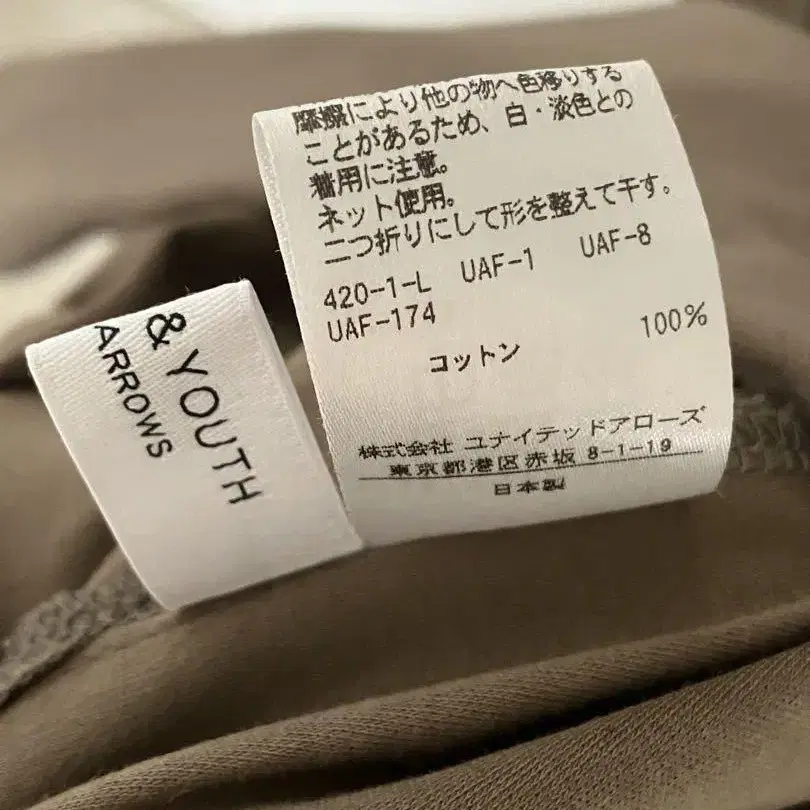 摩擦により他の物へ色移りする
ことがあるため、白・淡色との
着用に注意。
ネット使用。
二つ折りにして形を整えて干す。
420-1-L UAF-1 UAF-8
UAF-174
コットン 100%
株式会社 ユナイテッドアローズ
東京都港区赤坂 8-1-19
日本製
& YOUTH
ARROWS